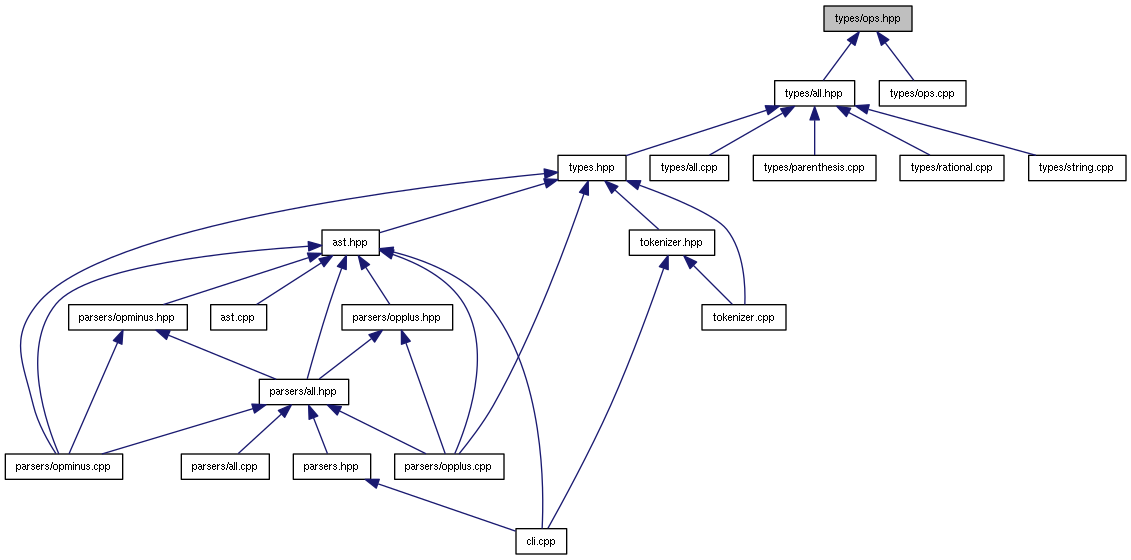 types/ops.hpp
types/all.hpp
types/ops.cpp
types.hpp
types/all.cpp
types/parenthesis.cpp
types/rational.cpp
types/string.cpp
ast.hpp
tokenizer.hpp
parsers/opminus.hpp
ast.cpp
parsers/opplus.hpp
tokenizer.cpp
parsers/all.hpp
parsers/opminus.cpp
parsers/all.cpp
parsers.hpp
parsers/opplus.cpp
cli.cpp